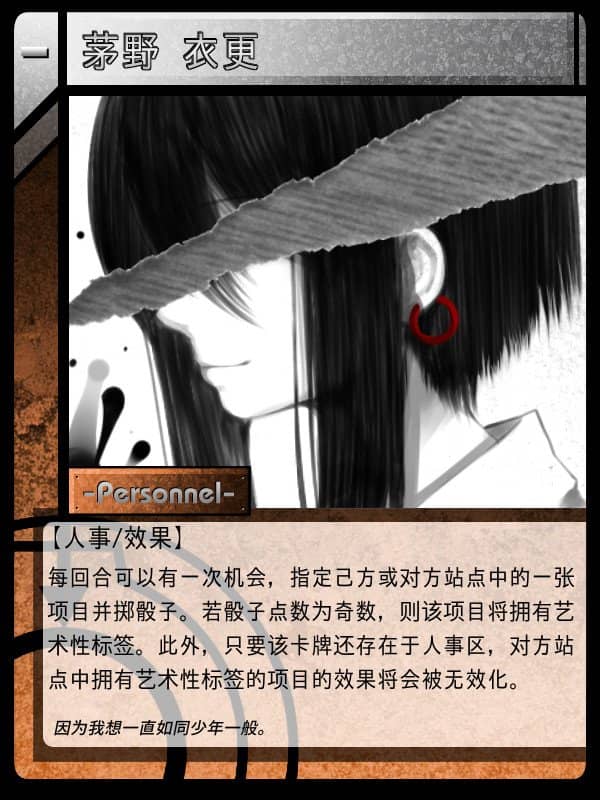 茅野 衣更
-Personnel-
【人事/效果】
每回合可以有一次机会，指定己方或对方站点中的一张
项目并掷骰子。若骰子点数为奇数，则该项目将拥有艺
术性标签。此外，只要该卡牌还存在于人事区，对方站
点中拥有艺术性标签的项目的效果将会被无效化。
因为我想一直如同少年一般。